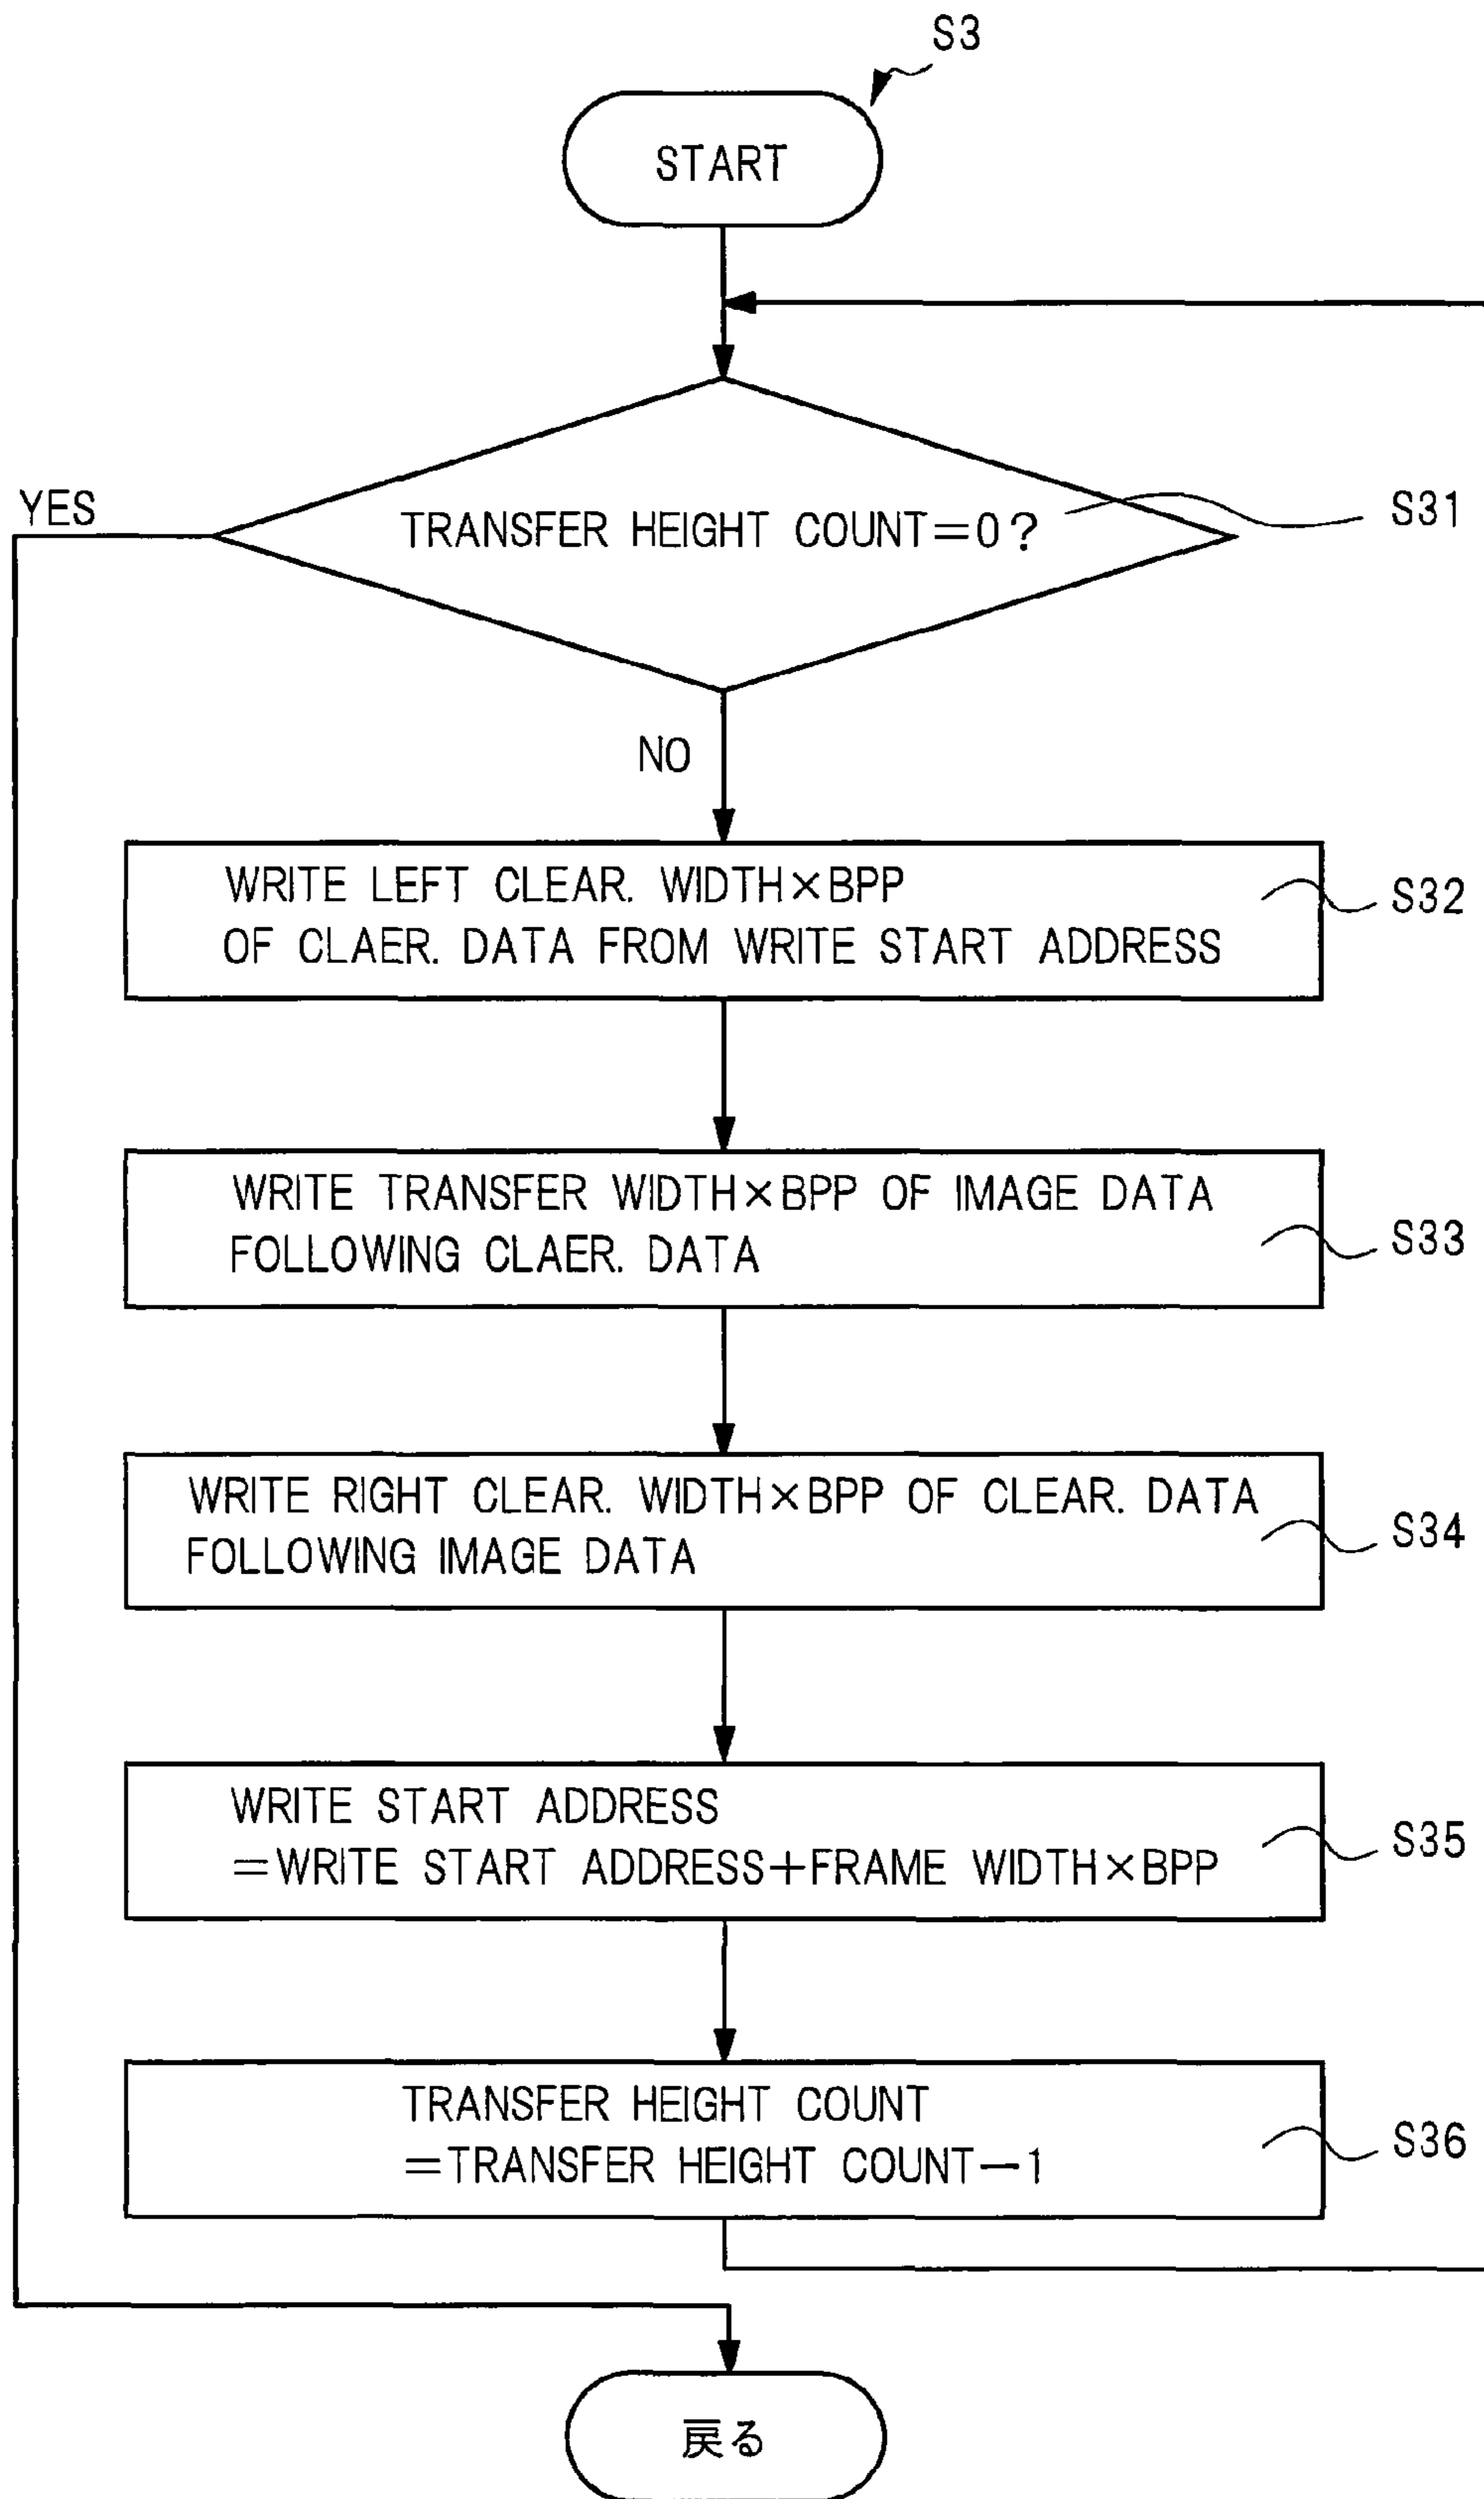 S3
START
YES
TRANSFER HEIGHT COUNT=0?
S31
NO
WRITE LEFT CLEAR. WIDTH×BPP
OF CLAER. DATA FROM WRITE START ADDRESS
S32
WRITE TRANSFER WIDTH×BPP OF IMAGE DATA
FOLLOWING CLAER. DATA
S33
WRITE RIGHT CLEAR. WIDTH×BPP OF CLEAR. DATA
FOLLOWING IMAGE DATA
S34
WRITE START ADDRESS
=WRITE START ADDRESS+FRAME WIDTH×BPP
S35
TRANSFER HEIGHT COUNT
=TRANSFER HEIGHT COUNT−1
S36
戻る